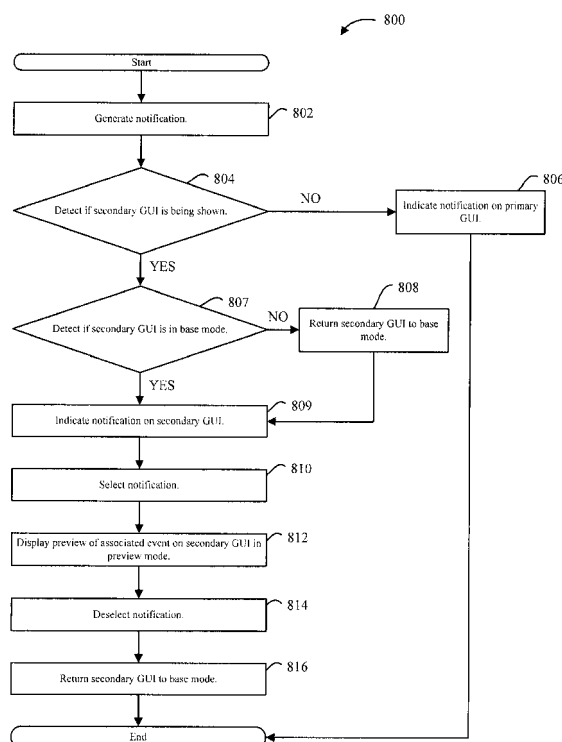 800
Start
Generate notification.
802
804
Detect if secondary GUI is being shown.
NO
806
Indicate notification on primary
GUI.
YES
807
Detect if secondary GUI is in base mode.
NO
808
Return secondary GUI to base
mode.
YES
809
Indicate notification on secondary GUI.
810
Select notification.
812
Display preview of associated event on secondary GUI in
preview mode.
814
Deselect notification.
816
Return secondary GUI to base mode.
End